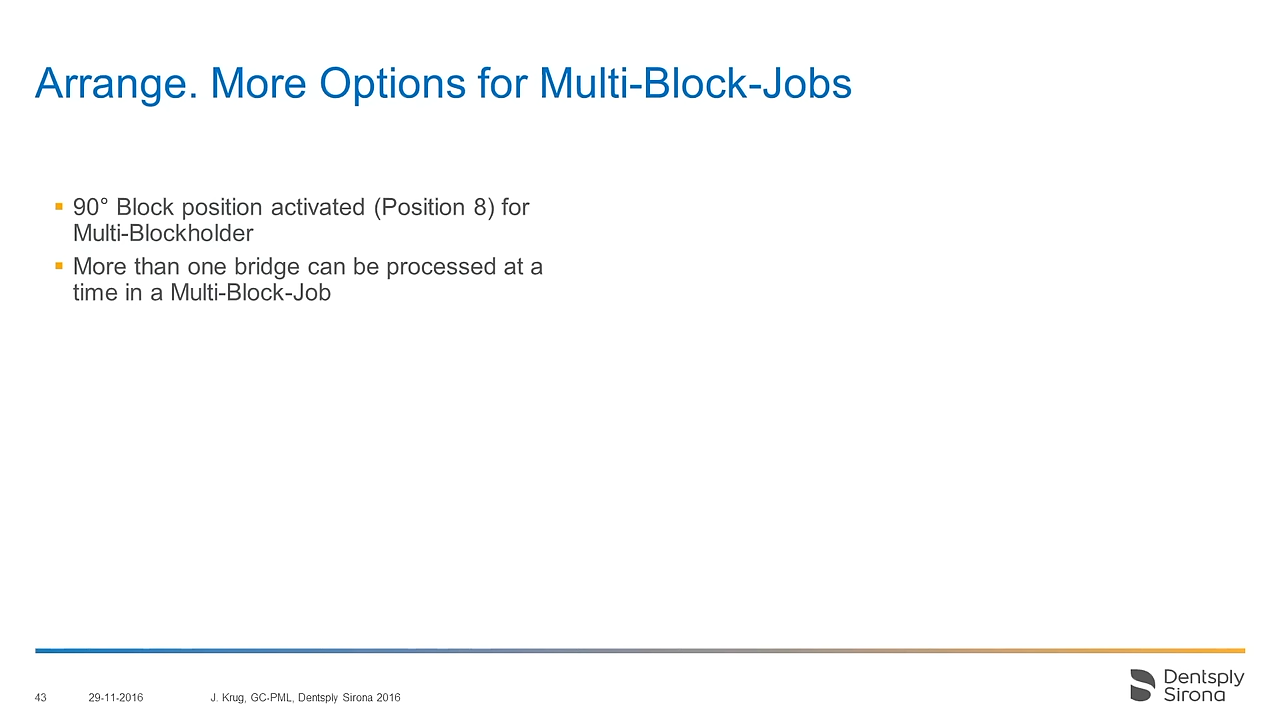 Arrange. More Options for Multi-Block-Jobs
▪ 90° Block position activated (Position 8) for
Multi-Blockholder
▪ More than one bridge can be processed at a
time in a Multi-Block-Job
43 29-11-2016 J. Krug, GC-PML, Dentsply Sirona 2016
Dentsply
Sirona